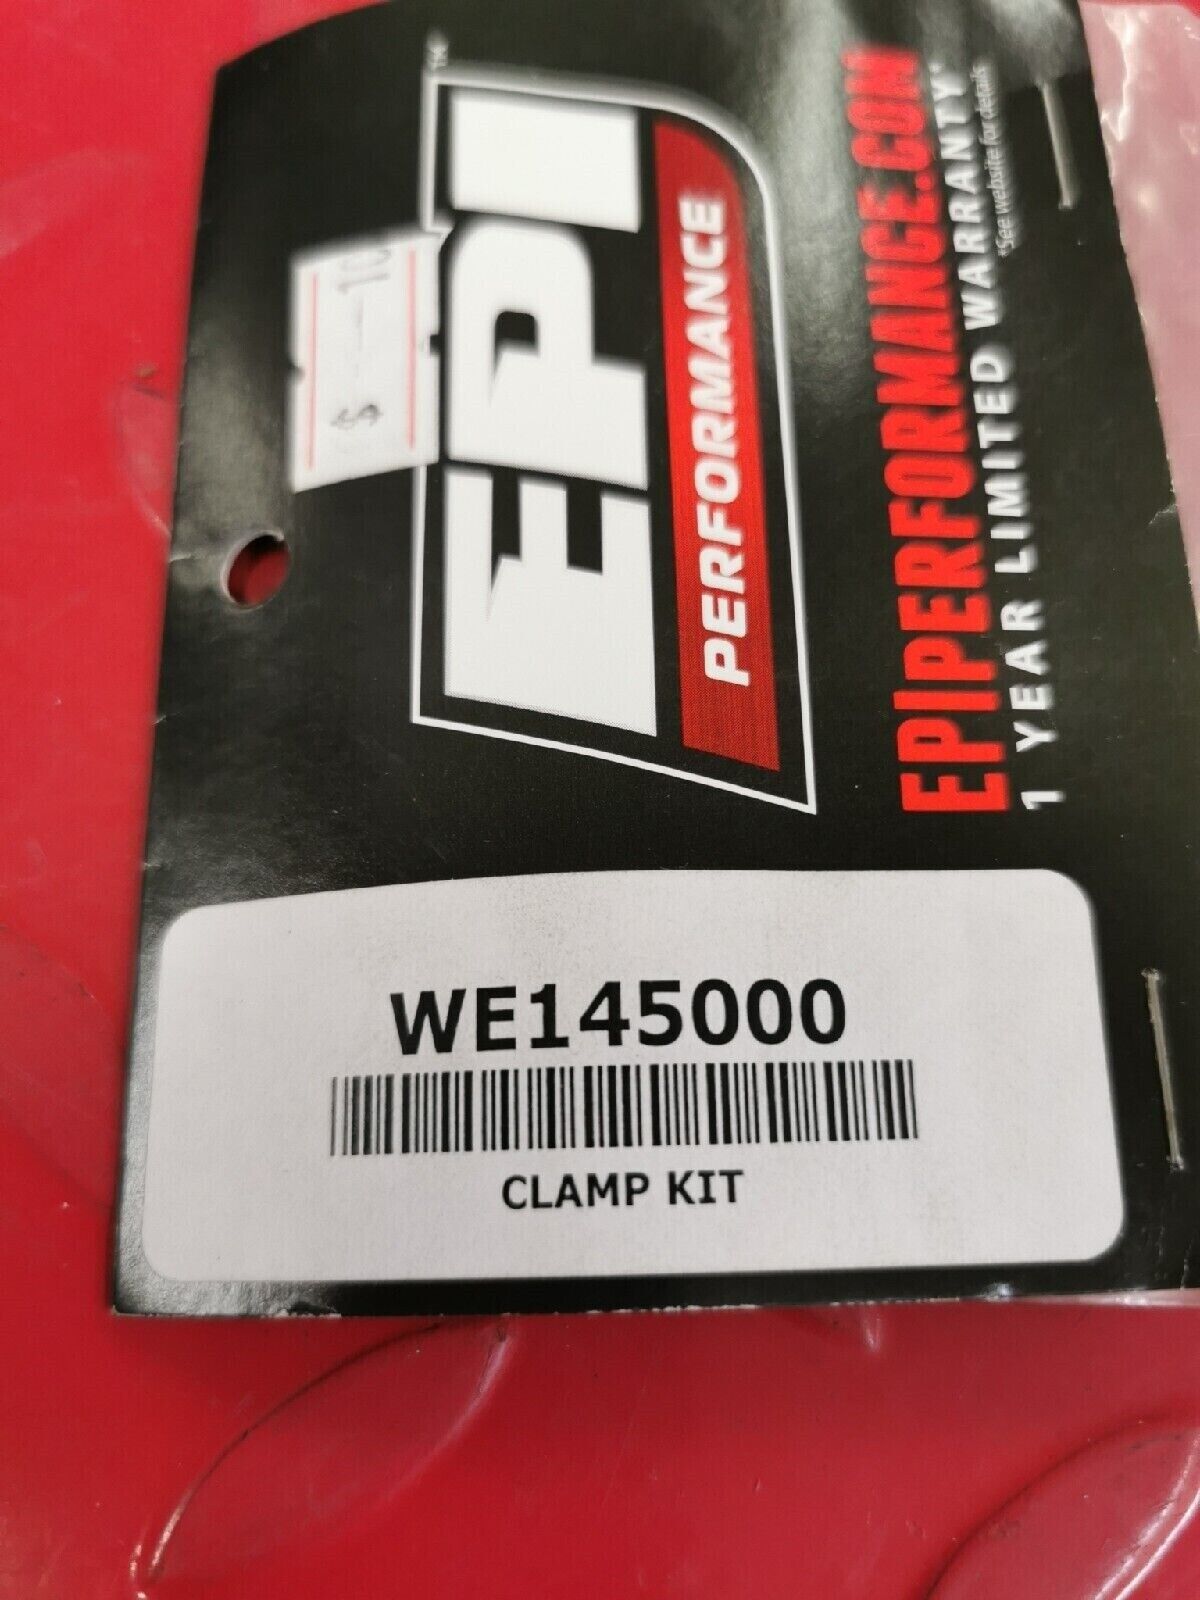 EPI
PERFORMANCE
EPIPERFORMANCE.COM
1 YEAR LIMITED WARRANTY*
*See website for details
WE145000
CLAMP KIT